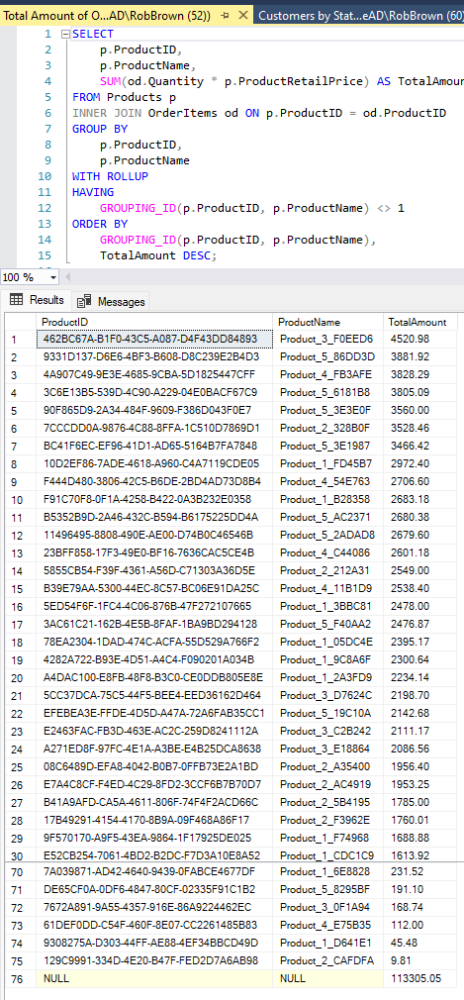 Total Amount of O...AD\RobBrown (52)) Customers by Stat...eAD\RobBrown (60)
1 SELECT
2 p.ProductID,
3 p.ProductName,
4 SUM(od.Quantity * p.ProductRetailPrice) AS TotalAmoun
5 FROM Products p
6 INNER JOIN OrderItems od ON p.ProductID = od.ProductID
7 GROUP BY
8 p.ProductID,
9 p.ProductName
10 WITH ROLLUP
11 HAVING
12 GROUPING_ID(p.ProductID, p.ProductName) <> 1
13 ORDER BY
14 GROUPING_ID(p.ProductID, p.ProductName),
15 TotalAmount DESC;
100 %
Results Messages
ProductID ProductName TotalAmount
1 462BC67A-B1F0-43C5-A087-D4F43DD84893 Product_3_F0EED6 4520.98
2 9331D137-D6E6-4BF3-B608-D8C239E2B4D3 Product_5_86DD3D 3881.92
3 4A907C49-9E3E-4685-9CBA-5D1825447CFF Product_4_FB3AFE 3828.29
4 3C6E13B5-539D-4C90-A229-04E0BACF67C9 Product_5_6181B8 3805.09
5 90F865D9-2A34-484F-9609-F386D043F0E7 Product_5_3E3E0F 3560.00
6 7CCCDD0A-9876-4C88-8FFA-1C510D7869D1 Product_2_328B0F 3528.46
7 BC41F6EC-EF96-41D1-AD65-5164B7FA7848 Product_5_3E1987 3466.42
8 10D2EF86-7ADE-4618-A960-C4A7119CDE05 Product_1_FD45B7 2972.40
9 F444D480-3806-42C5-B6DE-2BD4AD73D8B4 Product_4_54E763 2706.60
10 F91C70F8-0F1A-4258-B422-0A3B232E0358 Product_1_B28358 2683.18
11 B5352B9D-2A46-432C-B594-B6175225DD4A Product_5_AC2371 2680.38
12 11496495-8808-490E-AE00-D74B0C46546B Product_5_2ADAD8 2679.60
13 23BFF858-17F3-49E0-BF16-7636CAC5CE4B Product_4_C44086 2601.18
14 5855CB54-F39F-4361-A56D-C71303A36D5E Product_2_212A31 2549.00
15 B39E79AA-5300-44EC-8C57-BC06E91DA25C Product_4_11B1D9 2538.40
16 5ED54F6F-1FC4-4C06-876B-47F272107665 Product_1_3BBC81 2478.00
17 3AC61C21-162B-4E5B-8FAF-1BA9BD294128 Product_5_F40AA2 2476.87
18 78EA2304-1DAD-474C-ACFA-55D529A766F2 Product_1_05DC4E 2395.17
19 4282A722-B93E-4D51-A4C4-F090201A034B Product_1_9C8A6F 2300.64
20 A4DAC100-E8FB-48F8-B3C0-CE0DDB805E8E Product_1_2A3FD9 2234.14
21 5CC37DCA-75C5-44F5-BEE4-EED36162D464 Product_3_D7624C 2198.70
22 EFEBEA3E-FFDE-4D5D-A47A-72A6FAB35CC1 Product_5_19C10A 2142.68
23 E2463FAC-FB3D-463E-AC2C-259D8241112A Product_3_C2B242 2111.17
24 A271ED8F-97FC-4E1A-A3BE-E4B25DCA8638 Product_3_E18864 2086.56
25 08C6489D-EFA8-4042-B0B7-0FFB73E2A1BD Product_2_A35400 1956.40
26 E7A4C8CF-F4ED-4C29-8FD2-3CCF6B7B70D7 Product_2_AC4919 1953.25
27 B41A9AFD-CA5A-4611-806F-74F4F2ACD66C Product_2_5B4195 1785.00
28 17B49291-4154-4170-8B9A-09F468A86F17 Product_2_F3962E 1760.01
29 9F570170-A9F5-43EA-9864-1F17925DE025 Product_1_F74968 1688.88
30 E52CB254-7061-4BD2-B2DC-F7D3A10E8A52 Product_1_CDC1C9 1613.92
70 7A039871-AD42-4640-9439-0FABCE4677DF Product_1_6E8828 231.52
71 DE65CF0A-0DF6-4847-80CF-02335F91C1B2 Product_5_8295BF 191.10
72 7672A891-9A55-4357-916E-86A9224462EC Product_3_0F1A94 168.74
73 61DEF0DD-C54F-460F-8E07-CC2261485B83 Product_4_E75B35 112.00
74 9308275A-D303-44FF-AE88-4EF34BBCD49D Product_1_D641E1 45.48
75 129C9991-334D-4E20-B47F-FED2D7A6AB98 Product_2_CAFDFA 9.81
76 NULL NULL 113305.05